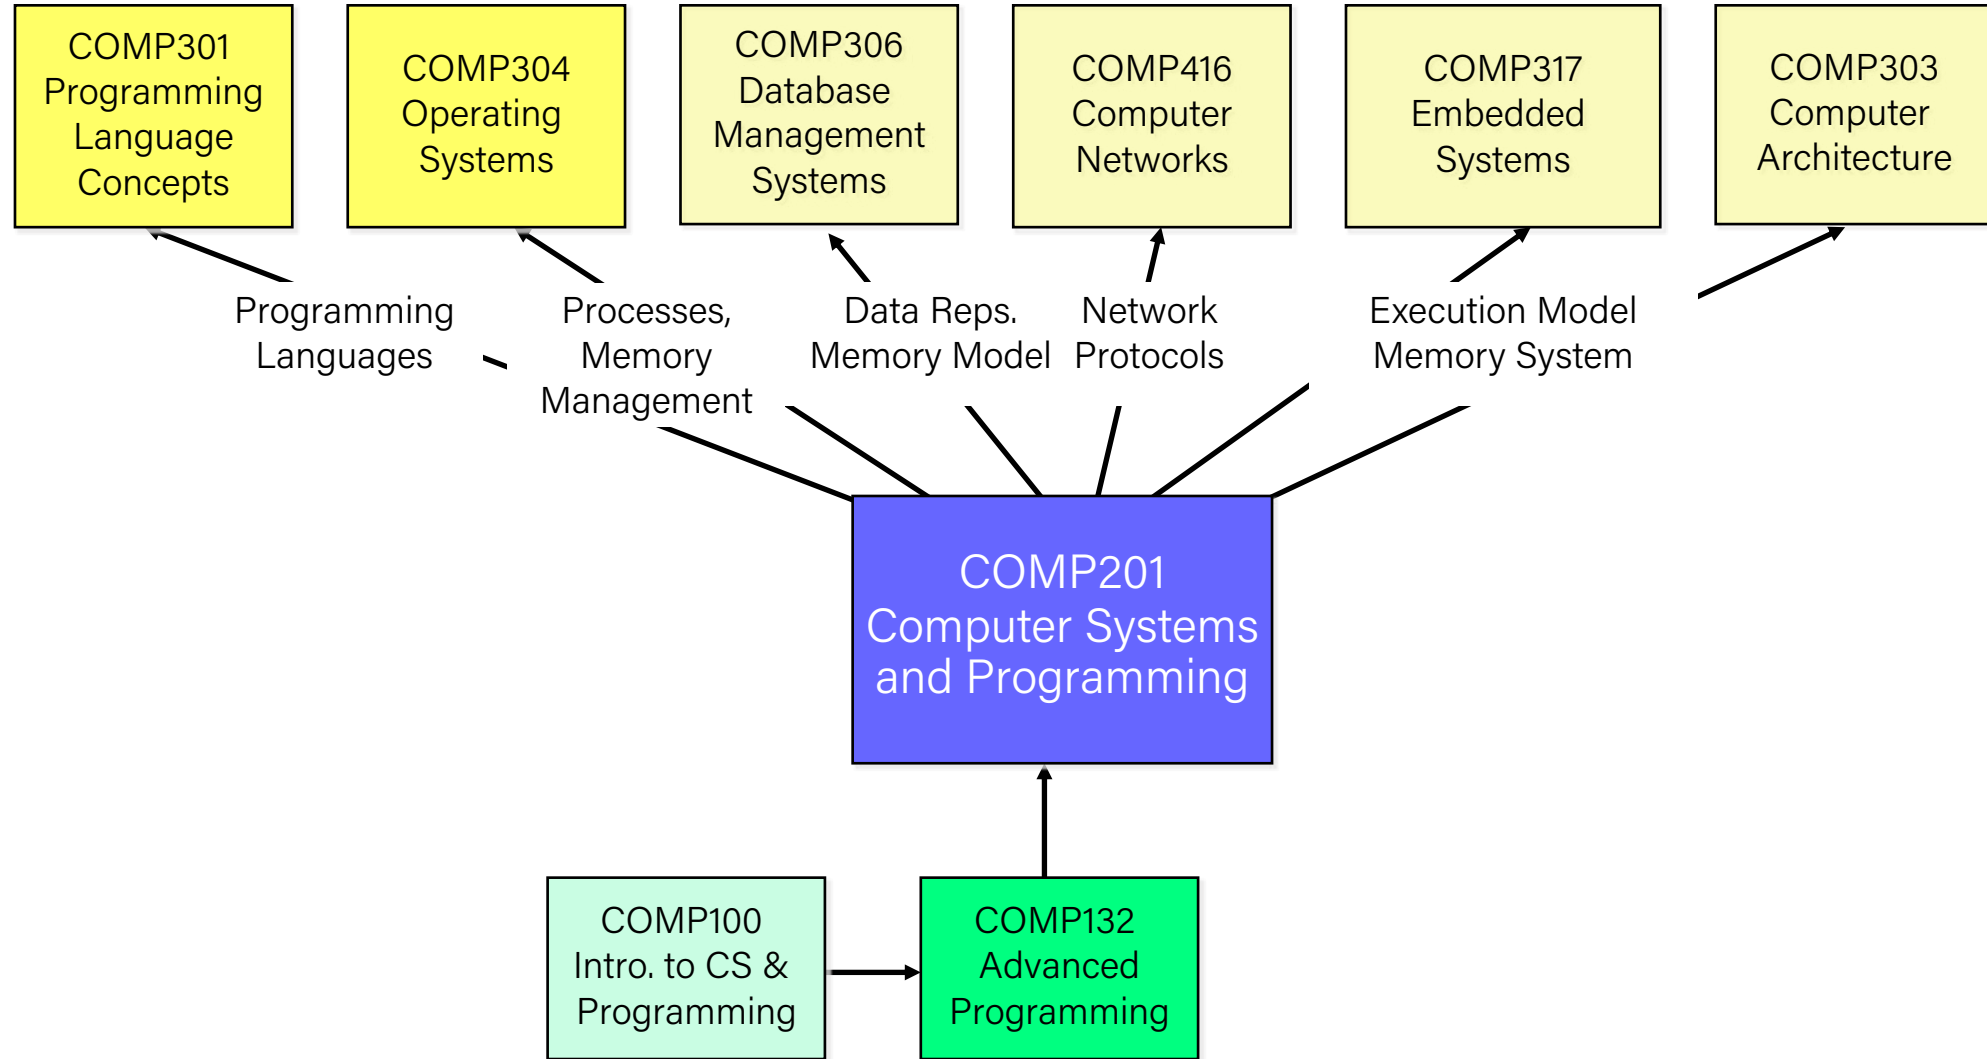 COMP301
Programming
Language
Concepts
COMP304
Operating
Systems
COMP306
Database
Management
Systems
COMP416
Computer
Networks
COMP317
Embedded
Systems
COMP303
Computer
Architecture
Programming
Languages
Processes,
Memory
Management
Data Reps.
Memory Model
Network
Protocols
Execution Model
Memory System
COMP201
Computer Systems
and Programming
COMP100
Intro. to CS &
Programming
COMP132
Advanced
Programming